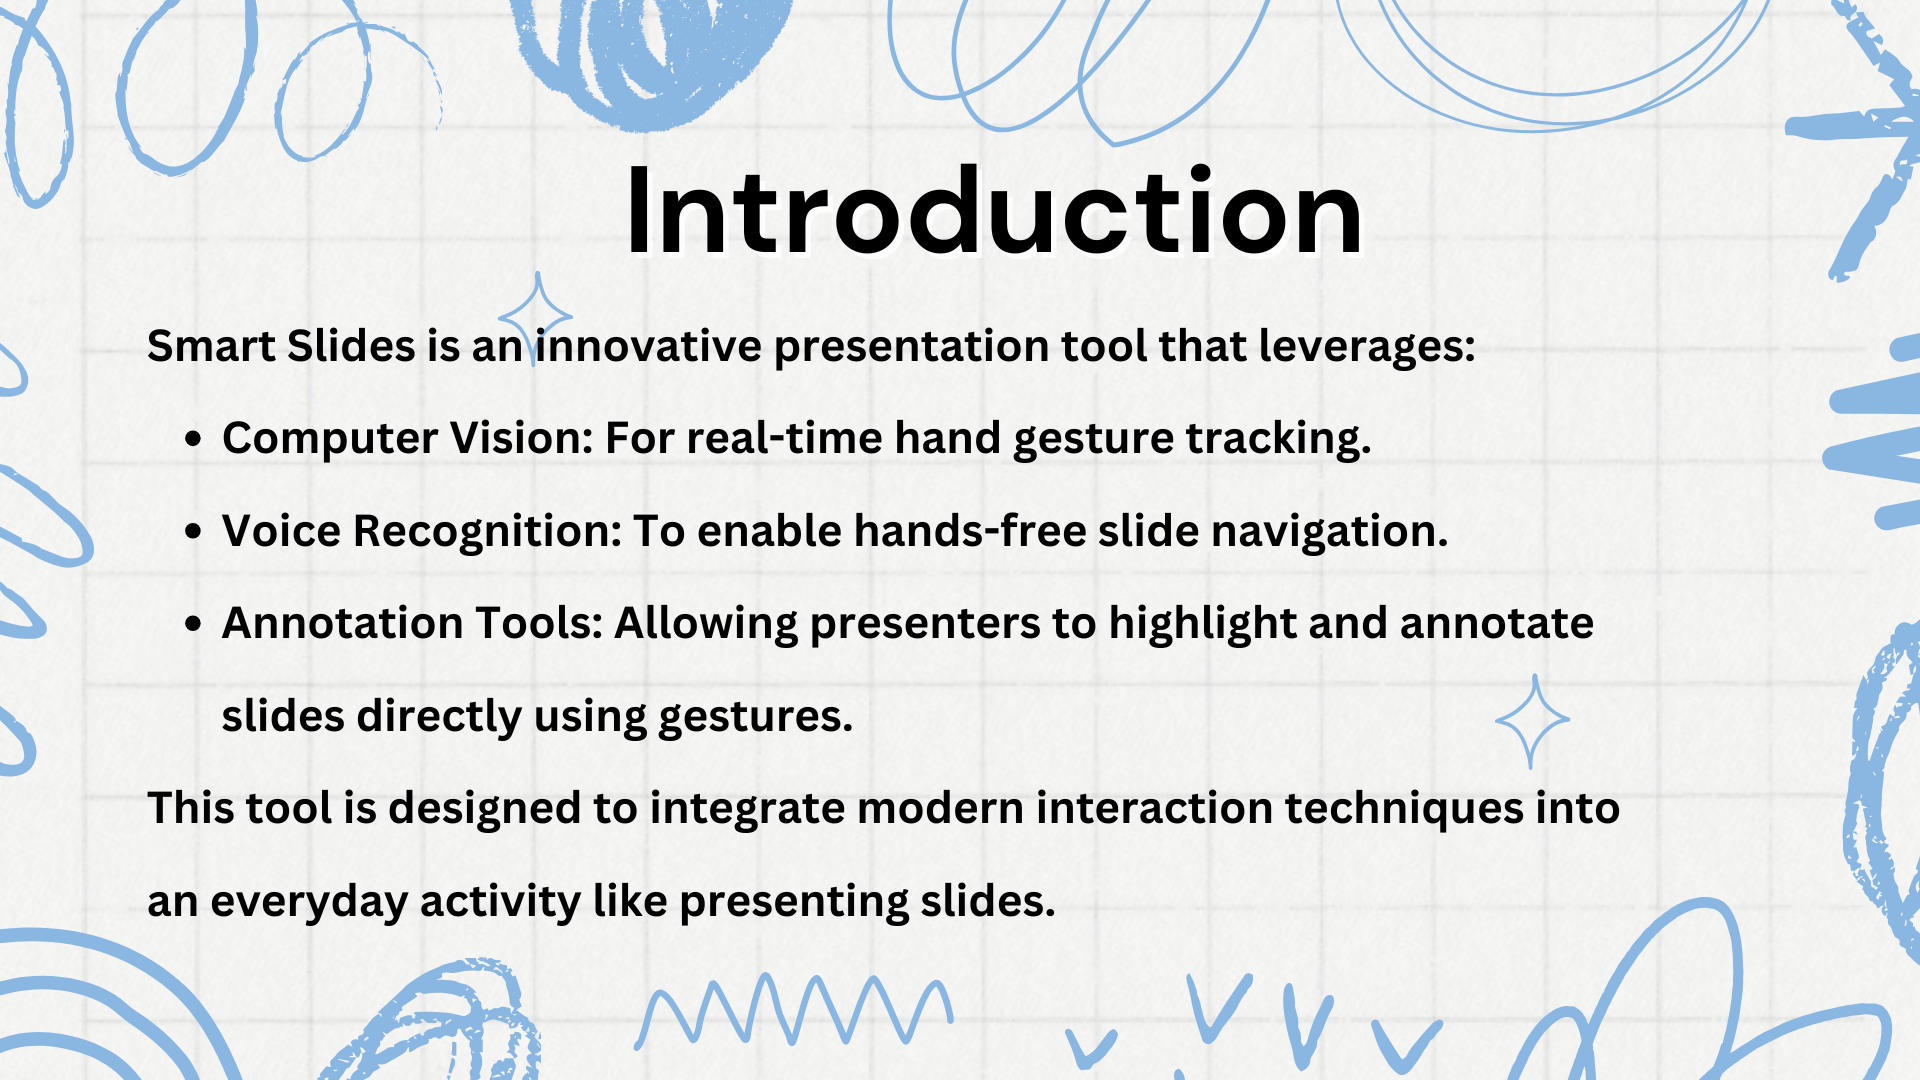 Introduction
Smart Slides is an innovative presentation tool that leverages:
• Computer Vision: For real-time hand gesture tracking.
• Voice Recognition: To enable hands-free slide navigation.
• Annotation Tools: Allowing presenters to highlight and annotate
slides directly using gestures.
This tool is designed to integrate modern interaction techniques into
an everyday activity like presenting slides.